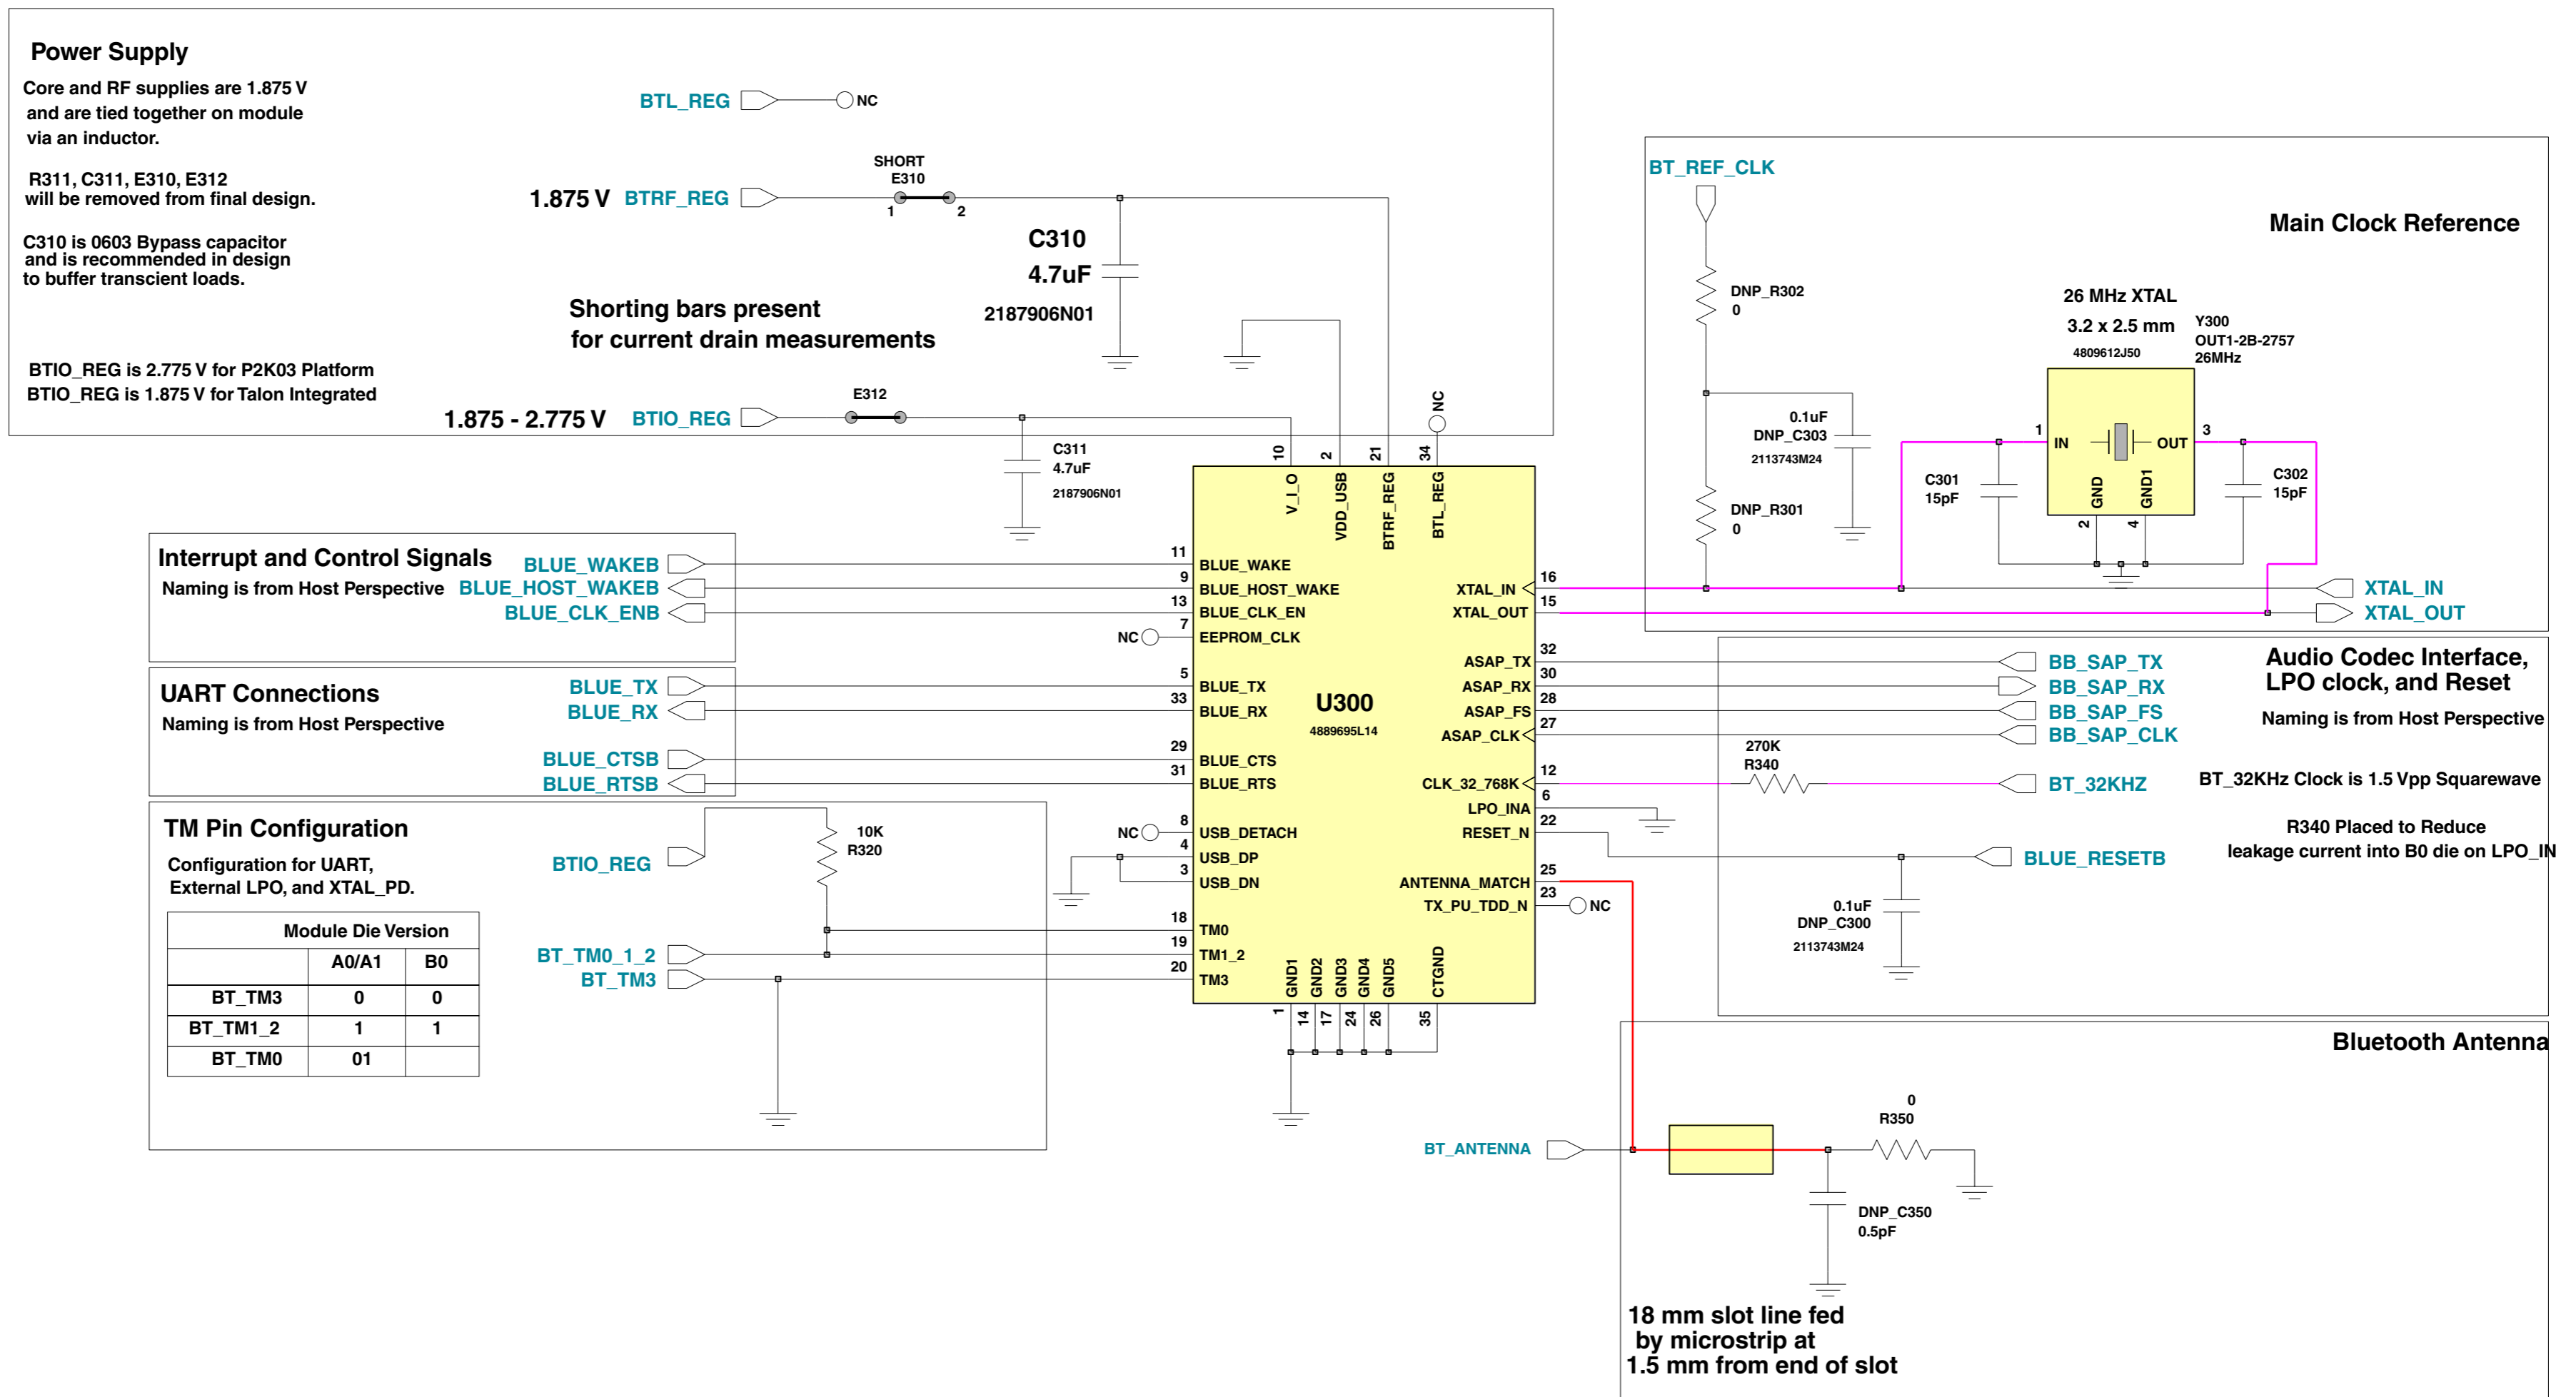 Power Supply
Core and RF supplies are 1.875 V
and are tied together on module
via an inductor.
R311, C311, E310, E312
will be removed from final design.
C310 is 0603 Bypass capacitor
and is recommended in design
to buffer transcient loads.
BTIO_REG is 2.775 V for P2K03 Platform
BTIO_REG is 1.875 V for Talon Integrated
BTL_REG
NC
SHORT
E310
1.875 V BTRF_REG
1
2
C310
4.7uF
2187906N01
Shorting bars present
for current drain measurements
E312
1.875 - 2.775 V BTIO_REG
C311
4.7uF
2187906N01
NC
10
2
21
34
V_I_O
VDD_USB
BTRF_REG
BTL_REG
BT_REF_CLK
Main Clock Reference
DNP_R302
0
26 MHz XTAL
3.2 x 2.5 mm
4809612J50
Y300
OUT1-2B-2757
26MHz
0.1uF
DNP_C303
2113743M24
1
IN
OUT
3
GND
GND1
2
4
C301
15pF
C302
15pF
DNP_R301
0
XTAL_IN
XTAL_OUT
Interrupt and Control Signals
Naming is from Host Perspective
BLUE_WAKEB
BLUE_HOST_WAKEB
BLUE_CLK_ENB
NC
11
BLUE_WAKE
9
BLUE_HOST_WAKE
13
BLUE_CLK_EN
7
EEPROM_CLK
16
XTAL_IN
15
XTAL_OUT
UART Connections
Naming is from Host Perspective
BLUE_TX
BLUE_RX
BLUE_CTSB
BLUE_RTSB
5
BLUE_TX
33
BLUE_RX
29
BLUE_CTS
31
BLUE_RTS
U300
4889695L14
32
ASAP_TX
30
ASAP_RX
28
ASAP_FS
27
ASAP_CLK
12
CLK_32_768K
6
LPO_INA
22
RESET_N
25
ANTENNA_MATCH
23
TX_PU_TDD_N
NC
Audio Codec Interface,
LPO clock, and Reset
Naming is from Host Perspective
BB_SAP_TX
BB_SAP_RX
BB_SAP_FS
BB_SAP_CLK
270K
R340
BT_32KHZ
BT_32KHz Clock is 1.5 Vpp Squarewave
R340 Placed to Reduce
leakage current into B0 die on LPO_IN
BLUE_RESETB
0.1uF
DNP_C300
2113743M24
TM Pin Configuration
Configuration for UART,
External LPO, and XTAL_PD.
BTIO_REG
10K
R320
NC
8
USB_DETACH
4
USB_DP
3
USB_DN
18
TM0
19
TM1_2
20
TM3
BT_TM0_1_2
BT_TM3
Module Die Version
A0/A1 B0
BT_TM3 0 0
BT_TM1_2 1 1
BT_TM0 01
GND1
GND2
GND3
GND4
GND5
CTGND
1
14
17
24
26
35
Bluetooth Antenna
BT_ANTENNA
0
R350
DNP_C350
0.5pF
18 mm slot line fed
by microstrip at
1.5 mm from end of slot